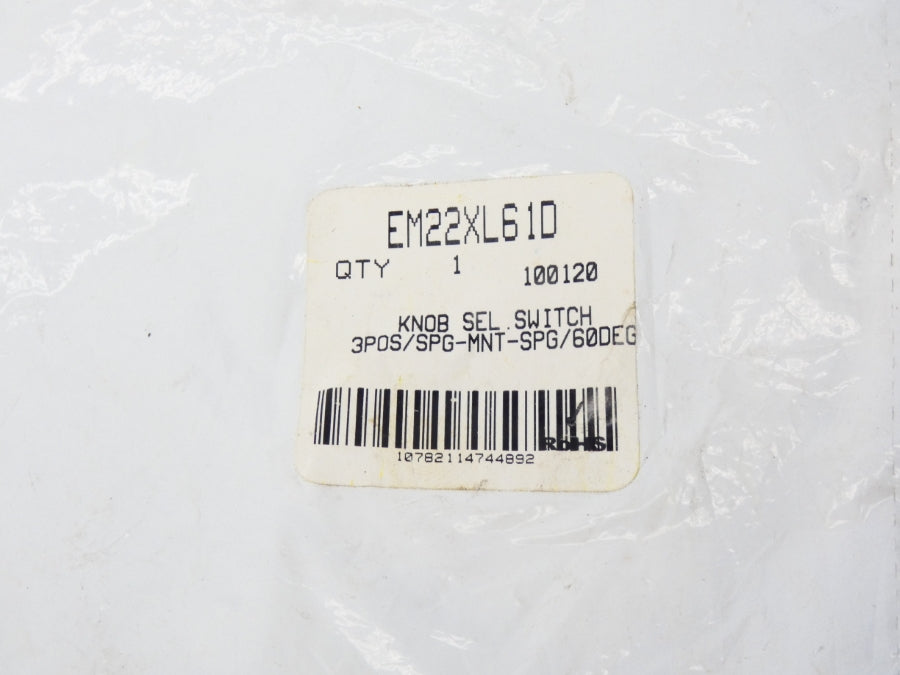 EM22XL61D
QTY 1 100120
KNOB SEL.SWITCH
3POS/SPG-MNT-SPG/60DEG
RoHS
10782114744892